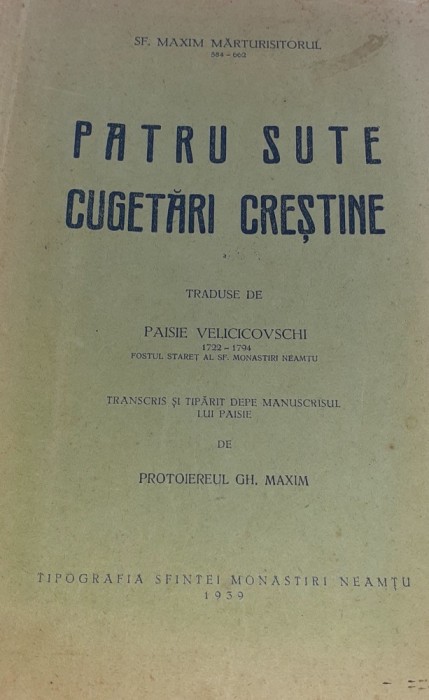 SF. MAXIM MĂRTURISITORUL
584 - 662
PATRU SUTE
CUGETĂRI CREȘTINE
TRADUSE DE
PAISIE VELICICOVSCHI
1722 - 1794
FOSTUL STAREȚ AL SF. MONASTIRI NEAMȚU
TRANSCRIS ȘI TIPĂRIT DEPE MANUSCRISUL
LUI PAISIE
DE
PROTOIEREUL GH. MAXIM
TIPOGRAFIA SFINTEI MONASTIRI NEAMȚU
1939